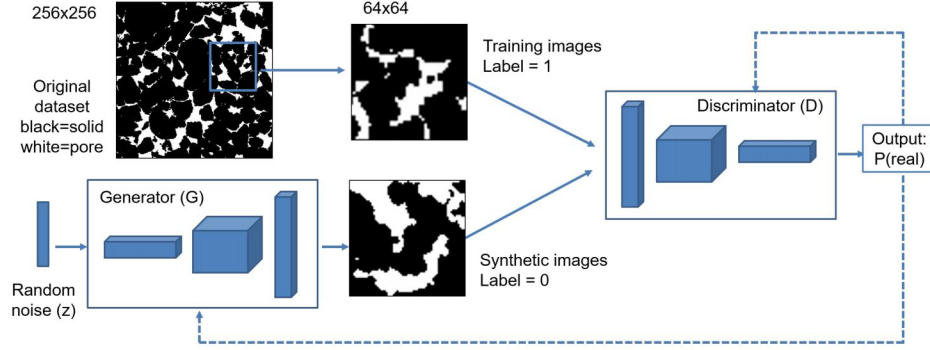 256x256
64x64
Original
dataset
black=solid
white=pore
Training images
Label = 1
Discriminator (D)
Output:
P(real)
Generator (G)
Random
noise (z)
Synthetic images
Label = 0